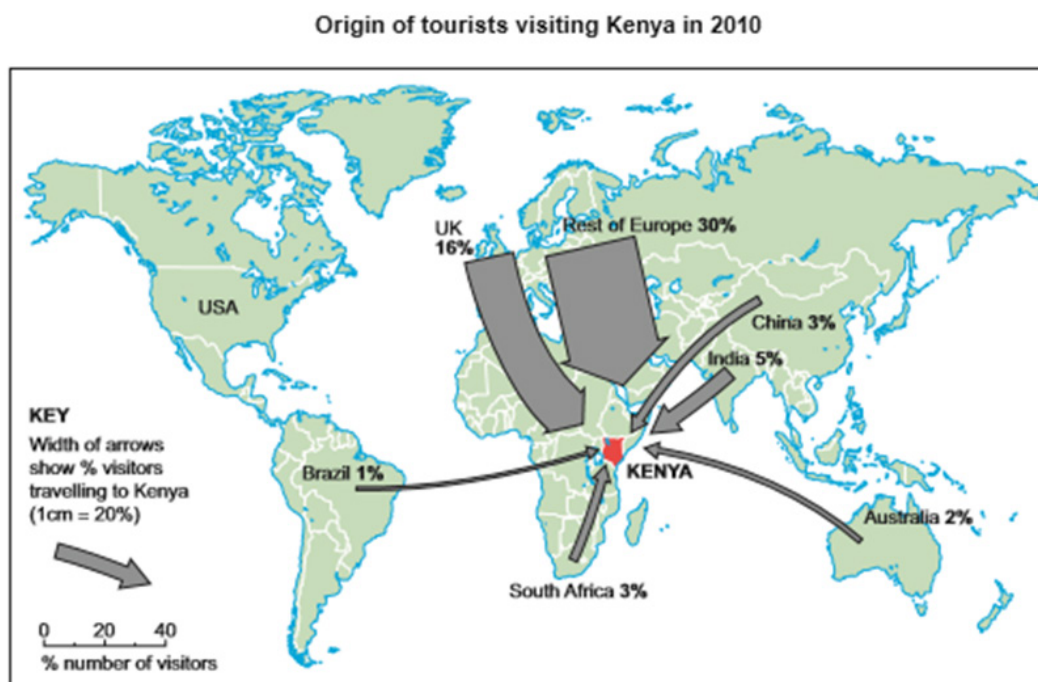 Origin of tourists visiting Kenya in 2010
UK
16%
Rest of Europe 30%
USA
China 3%
India 5%
KEY
Width of arrows
show % visitors
travelling to Kenya
(1cm = 20%)
Brazil 1%
KENYA
Australia 2%
South Africa 3%
0 20 40
% number of visitors